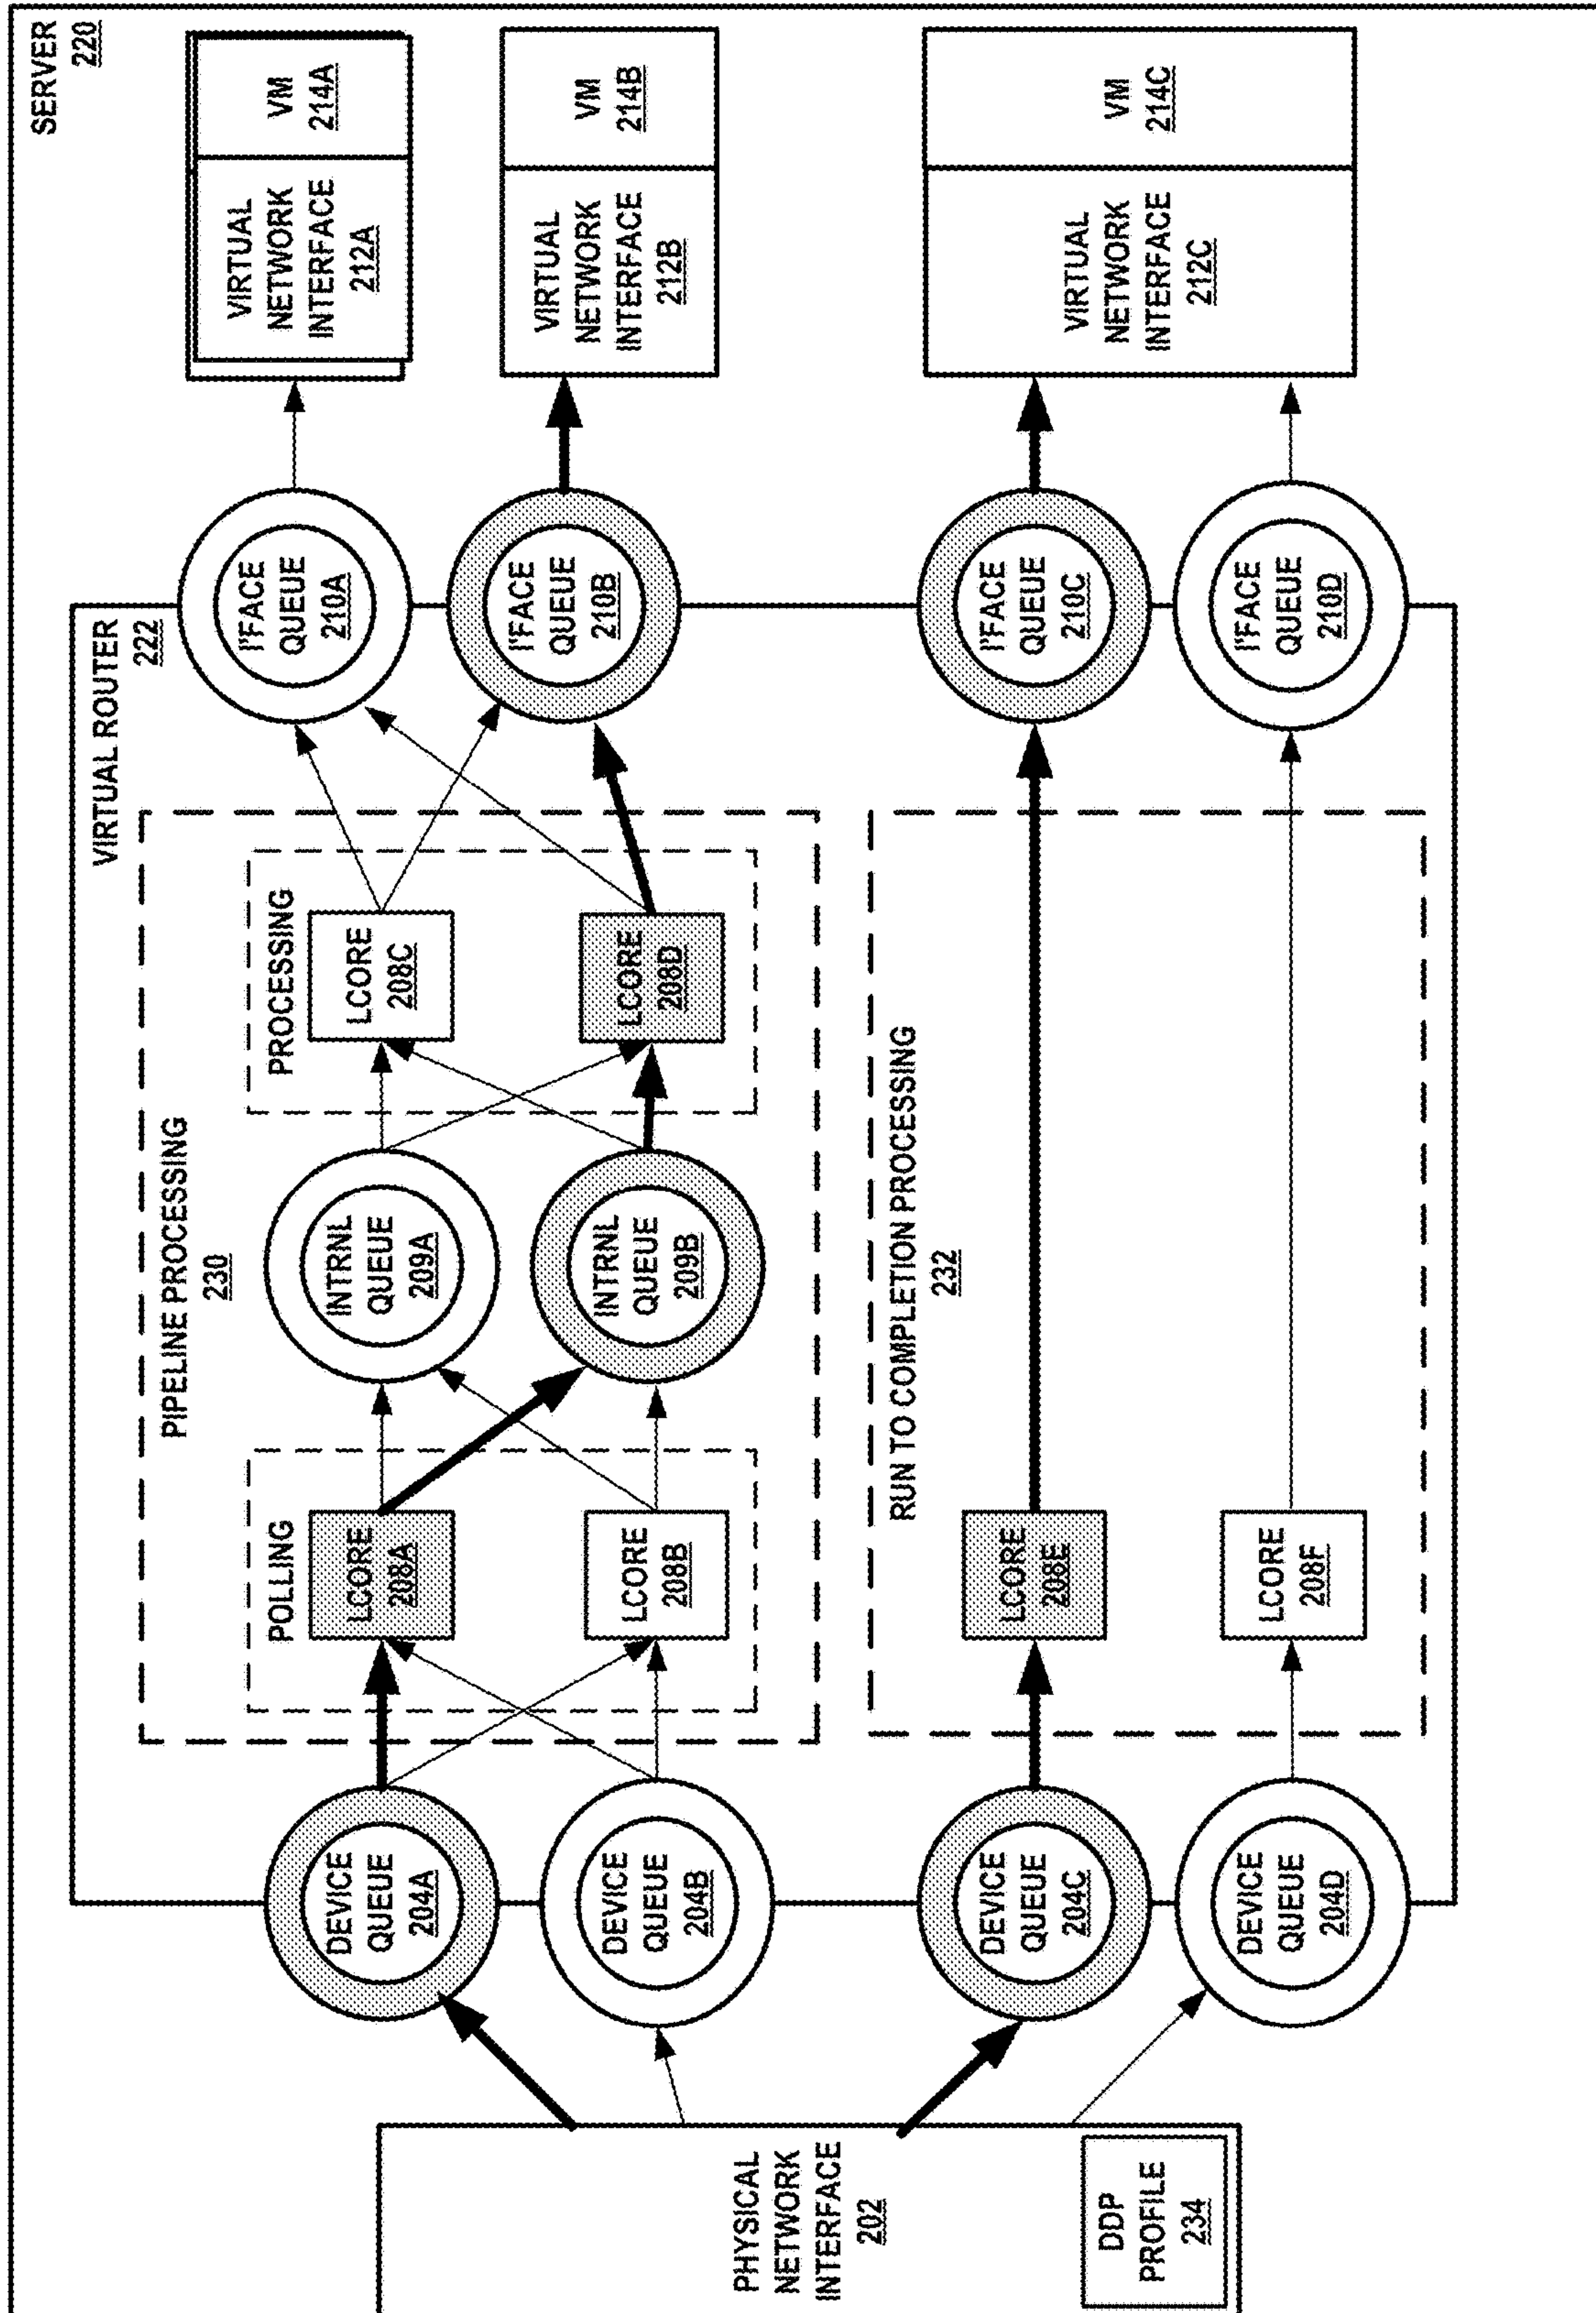 SERVER
220
VIRTUAL ROUTER
222
PHYSICAL
NETWORK
INTERFACE
202
DDP
PROFILE
234
DEVICE
QUEUE
204A
DEVICE
QUEUE
204B
DEVICE
QUEUE
204C
DEVICE
QUEUE
204D
PIPELINE PROCESSING
230
POLLING
LCORE
208A
LCORE
208B
INTRNL
QUEUE
209A
INTRNL
QUEUE
209B
PROCESSING
LCORE
208C
LCORE
208D
RUN TO COMPLETION PROCESSING
232
LCORE
208E
LCORE
208F
I'FACE
QUEUE
210A
I'FACE
QUEUE
210B
I'FACE
QUEUE
210C
I'FACE
QUEUE
210D
VIRTUAL
NETWORK
INTERFACE
212A
VM
214A
VIRTUAL
NETWORK
INTERFACE
212B
VM
214B
VIRTUAL
NETWORK
INTERFACE
212C
VM
214C